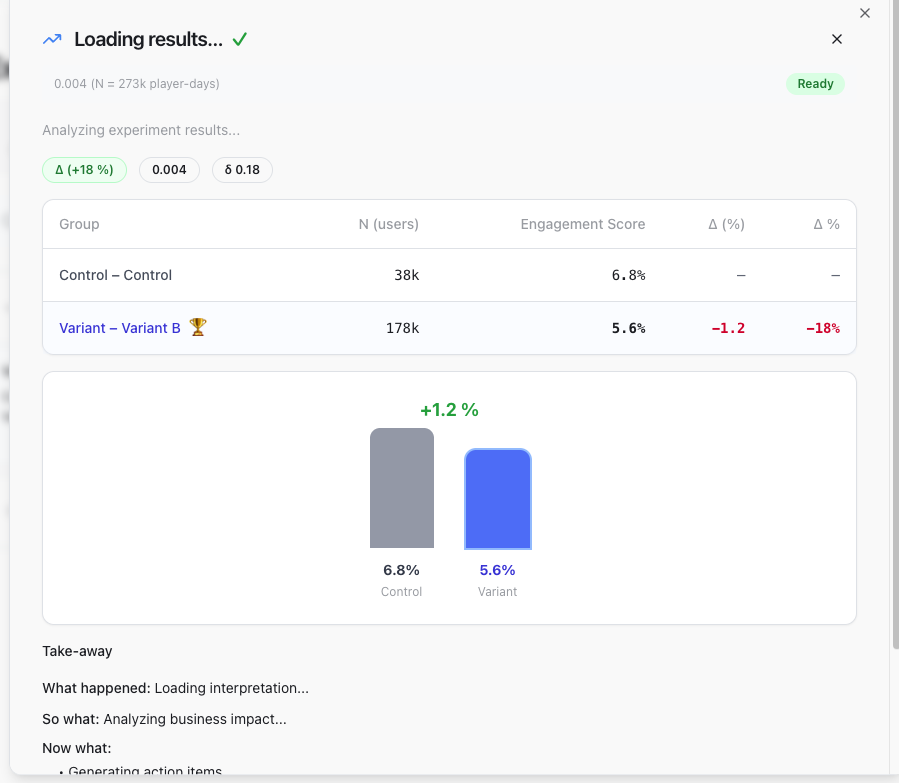 Loading results...
0.004 (N = 273k player-days)
Ready
Analyzing experiment results...
Δ (+18 %) 0.004 δ 0.18
Group N (users) Engagement Score Δ (%) Δ %
Control – Control 38k 6.8% — —
Variant – Variant B 178k 5.6% −1.2 −18%
+1.2 %
6.8% 5.6%
Control Variant
Take-away
What happened: Loading interpretation...
So what: Analyzing business impact...
Now what:
• Generating action items